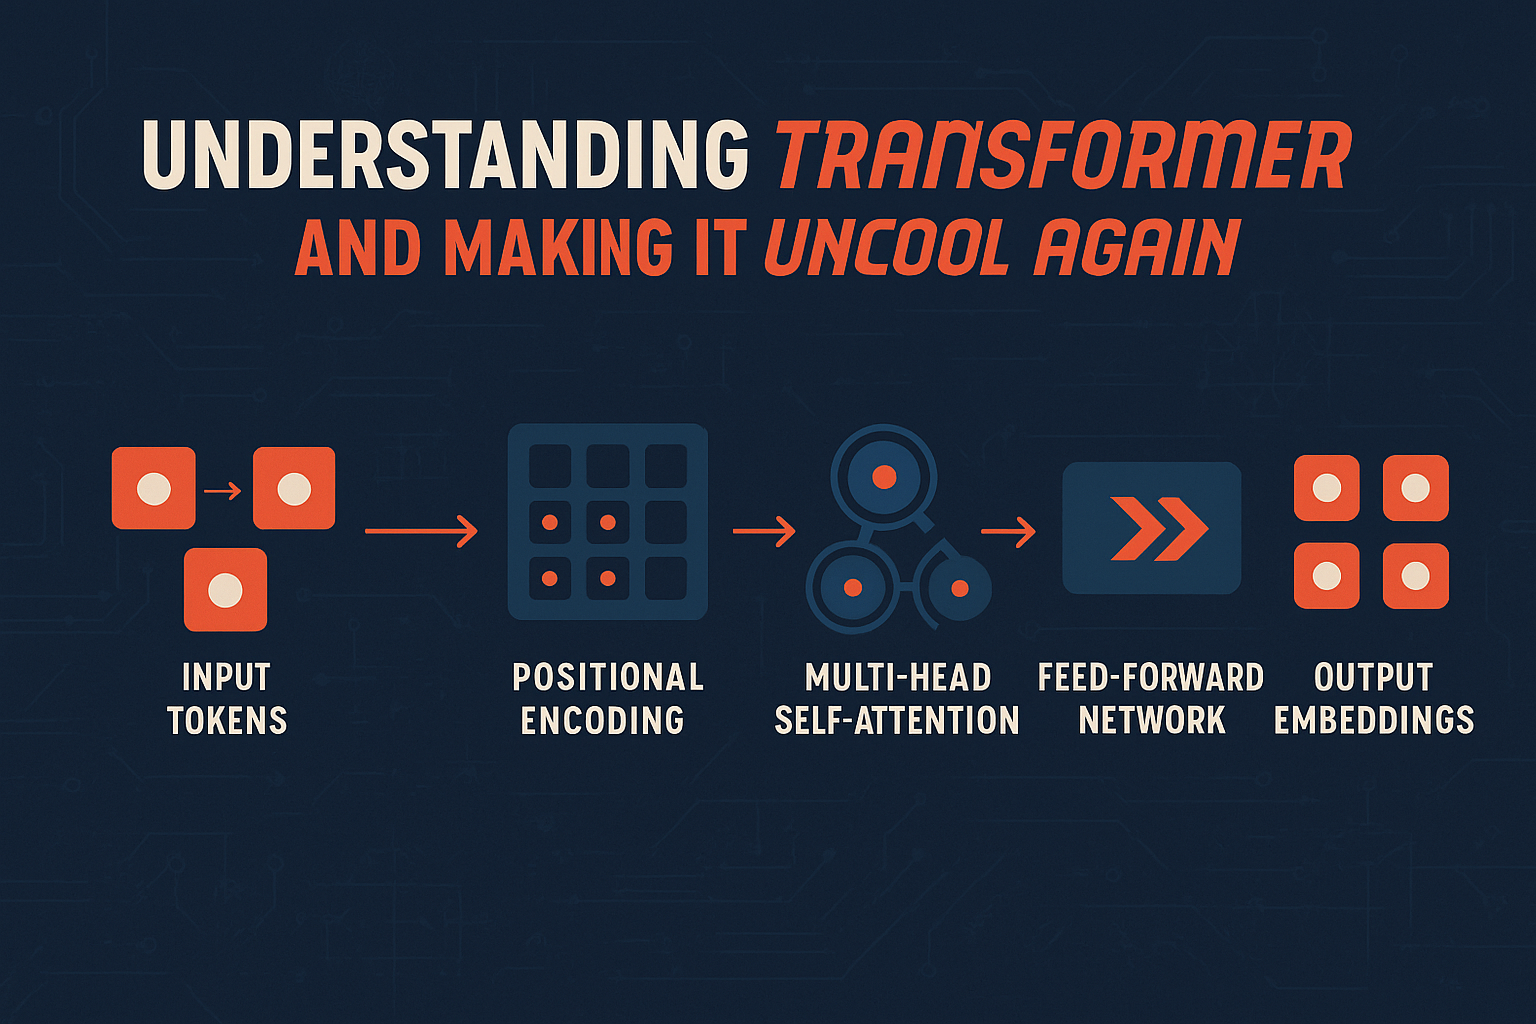 UNDERSTANDING TRANSFORMER
AND MAKING IT UNCOOL AGAIN
INPUT
TOKENS
POSITIONAL
ENCODING
MULTI-HEAD
SELF-ATTENTION
FEED-FORWARD
NETWORK
OUTPUT
EMBEDDINGS